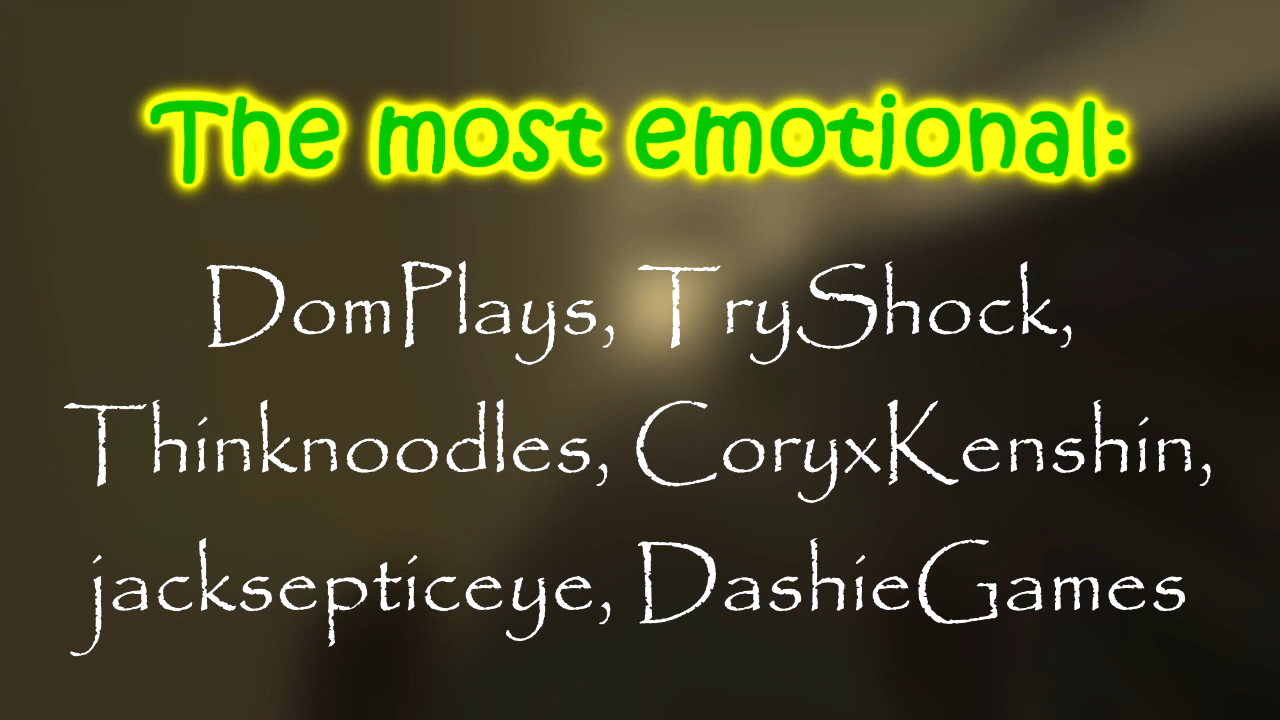 The most emotional:
DomPlays, TryShock,
Thinknoodles, CoryxKenshin,
jacksepticeye, DashieGames